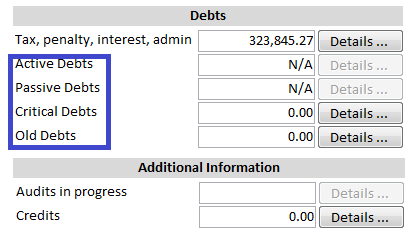 Debts
Tax, penalty, interest, admin 323,845.27 Details ...
Active Debts N/A Details ...
Passive Debts N/A Details ...
Critical Debts 0.00 Details ...
Old Debts 0.00 Details ...
Additional Information
Audits in progress Details ...
Credits 0.00 Details ...